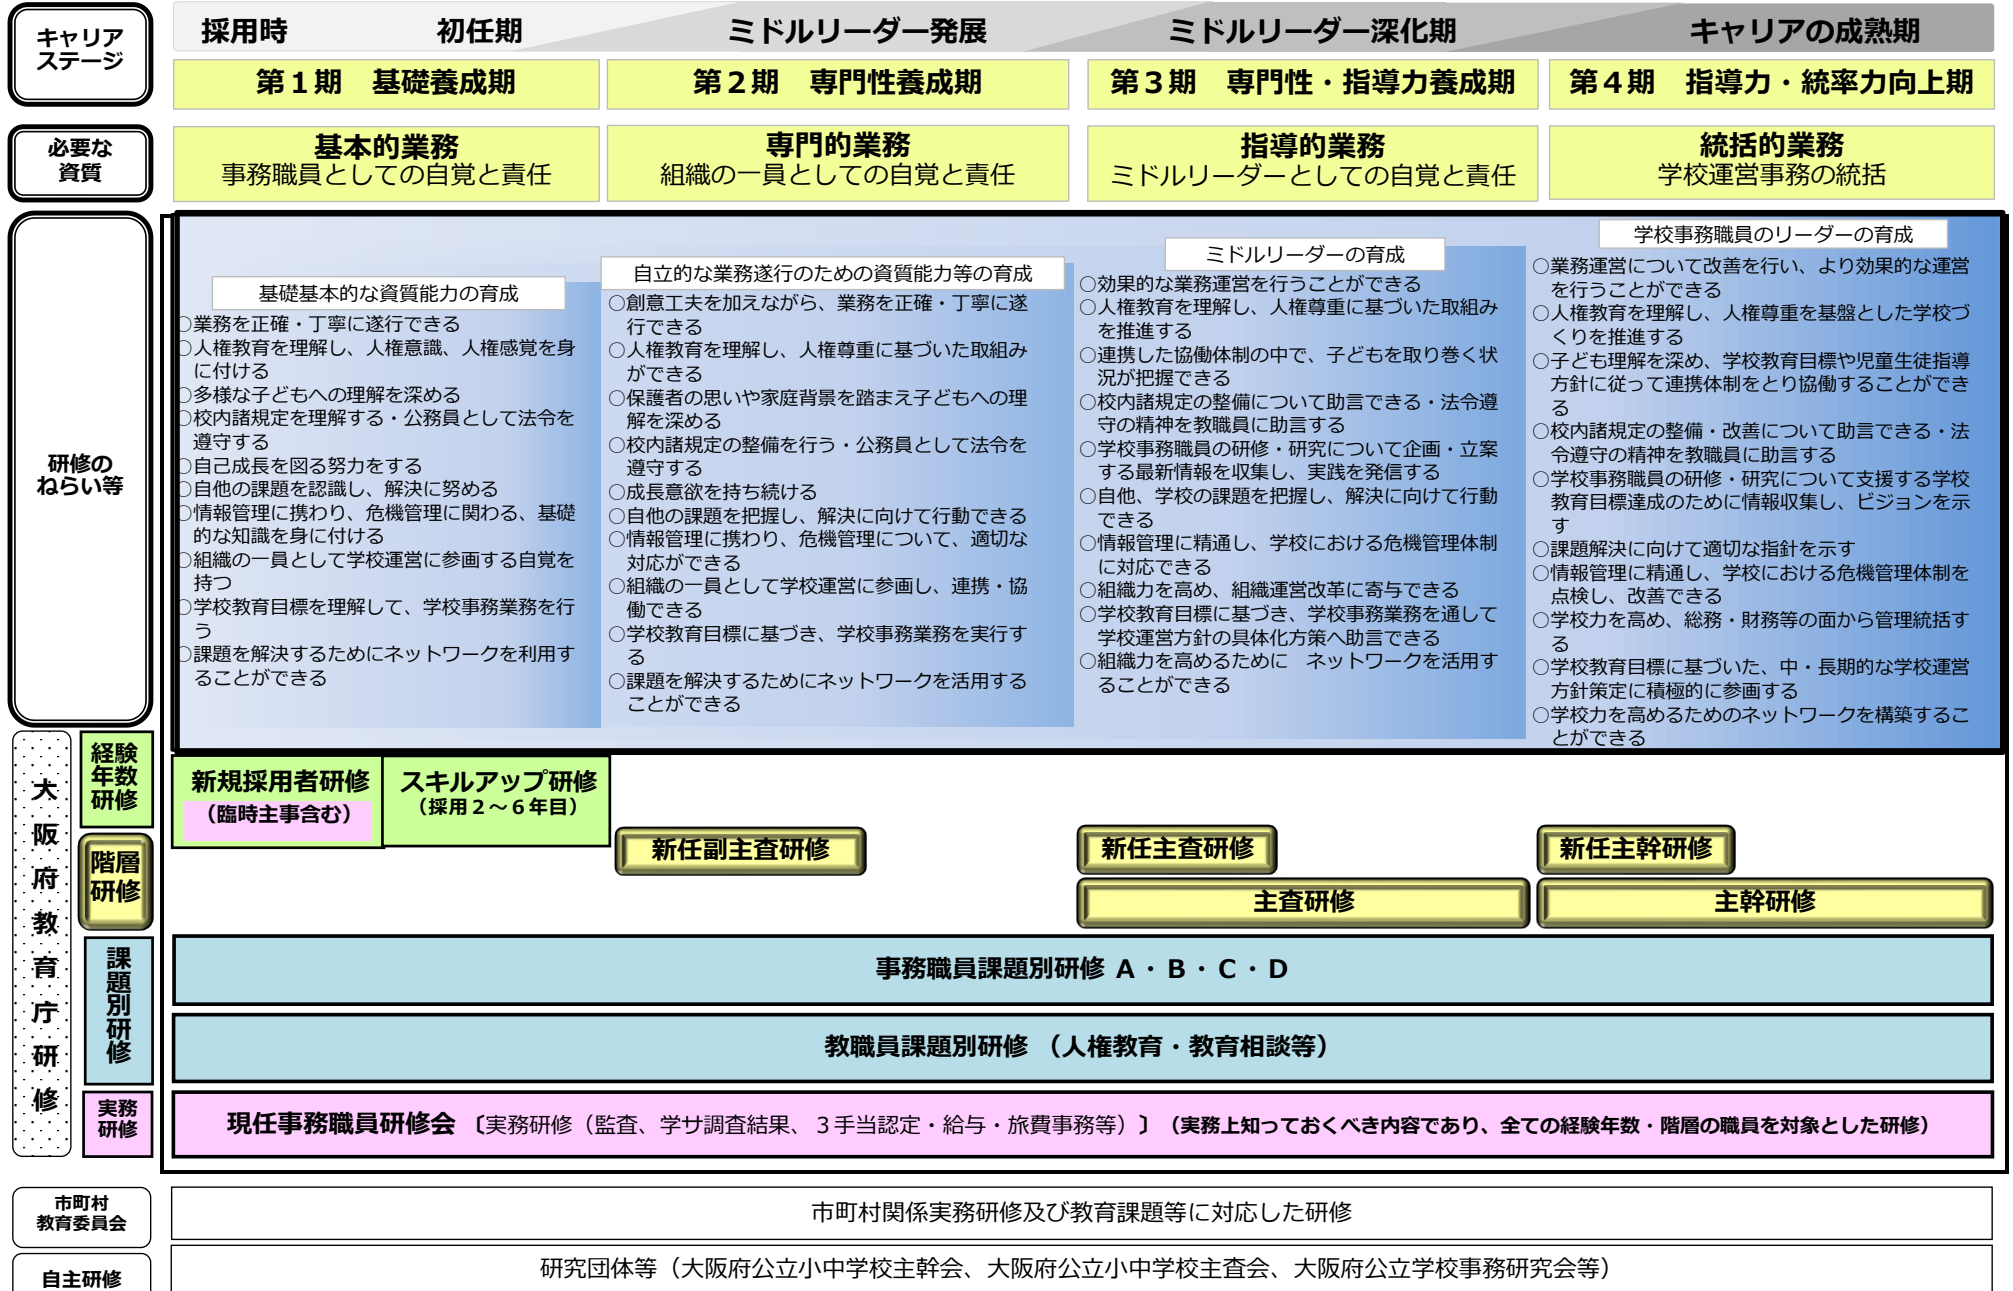 キャリア
ステージ
採用時　初任期　ミドルリーダー発展　ミドルリーダー深化期　キャリアの成熟期
第１期　基礎養成期
第２期　専門性養成期
第３期　専門性・指導力養成期
第４期　指導力・統率力向上期
必要な
資質
基本的業務
事務職員としての自覚と責任
専門的業務
組織の一員としての自覚と責任
指導的業務
ミドルリーダーとしての自覚と責任
統括的業務
学校運営事務の統括
研修の
ねらい等
基礎基本的な資質能力の育成
○業務を正確・丁寧に遂行できる
○人権教育を理解し、人権意識、人権感覚を身
に付ける
○多様な子どもへの理解を深める
○校内諸規定を理解する・公務員として法令を
遵守する
○自己成長を図る努力をする
○自他の課題を認識し、解決に努める
○情報管理に携わり、危機管理に関わる、基礎
的な知識を身に付ける
○組織の一員として学校運営に参画する自覚を
持つ
○学校教育目標を理解して、学校事務業務を行
う
○課題を解決するためにネットワークを利用す
ることができる
自立的な業務遂行のための資質能力等の育成
○創意工夫を加えながら、業務を正確・丁寧に遂
行できる
○人権教育を理解し、人権尊重に基づいた取組み
ができる
○保護者の思いや家庭背景を踏まえ子どもへの理
解を深める
○校内諸規定の整備を行う・公務員として法令を
遵守する
○成長意欲を持ち続ける
○自他の課題を把握し、解決に向けて行動できる
○情報管理に携わり、危機管理について、適切な
対応ができる
○組織の一員として学校運営に参画し、連携・協
働できる
○学校教育目標に基づき、学校事務業務を実行す
る
○課題を解決するためにネットワークを活用する
ことができる
ミドルリーダーの育成
○効果的な業務運営を行うことができる
○人権教育を理解し、人権尊重に基づいた取組み
を推進する
○連携した協働体制の中で、子どもを取り巻く状
況が把握できる
○校内諸規定の整備について助言できる・法令遵
守の精神を教職員に助言する
○学校事務職員の研修・研究について企画・立案
する最新情報を収集し、実践を発信する
○自他、学校の課題を把握し、解決に向けて行動
できる
○情報管理に精通し、学校における危機管理体制
に対応できる
○組織力を高め、組織運営改革に寄与できる
○学校教育目標に基づき、学校事務業務を通して
学校運営方針の具体化方策へ助言できる
○組織力を高めるために　ネットワークを活用す
ることができる
学校事務職員のリーダーの育成
○業務運営について改善を行い、より効果的な運営
を行うことができる
○人権教育を理解し、人権尊重を基盤とした学校づ
くりを推進する
○子ども理解を深め、学校教育目標や児童生徒指導
方針に従って連携体制をとり協働することができ
る
○校内諸規定の整備・改善について助言できる・法
令遵守の精神を教職員に助言する
○学校事務職員の研修・研究について支援する学校
教育目標達成のために情報収集し、ビジョンを示
す
○課題解決に向けて適切な指針を示す
○情報管理に精通し、学校における危機管理体制を
点検し、改善できる
○学校力を高め、総務・財務等の面から管理統括す
る
○学校教育目標に基づいた、中・長期的な学校運営
方針策定に積極的に参画する
○学校力を高めるためのネットワークを構築するこ
とができる
大阪府教育庁研修
経験
年数
研修
新規採用者研修
（臨時主事含む）
スキルアップ研修
（採用２～６年目）
階層
研修
新任副主査研修
新任主査研修
新任主幹研修
主査研修
主幹研修
課題別研修
事務職員課題別研修 Ａ・Ｂ・Ｃ・Ｄ
教職員課題別研修 （人権教育・教育相談等）
実務
研修
現任事務職員研修会 〔実務研修（監査、学サ調査結果、３手当認定・給与・旅費事務等）〕（実務上知っておくべき内容であり、全ての経験年数・階層の職員を対象とした研修）
市町村
教育委員会
市町村関係実務研修及び教育課題等に対応した研修
自主研修
研究団体等（大阪府公立小中学校主幹会、大阪府公立小中学校主査会、大阪府公立学校事務研究会等）